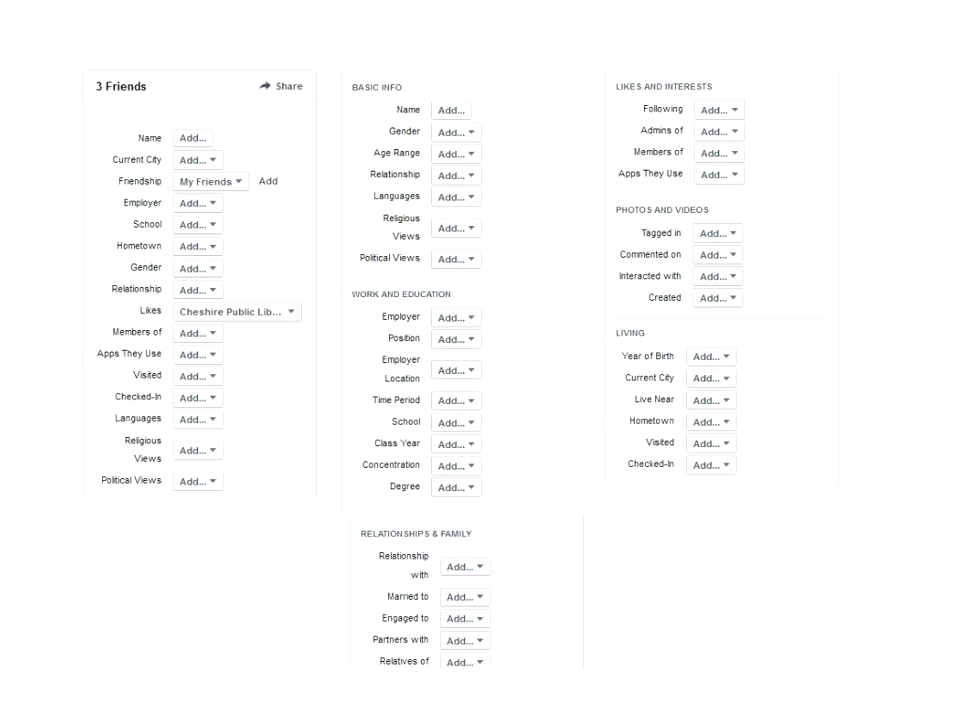 3 Friends Share
Name Add...
Current City Add...
Friendship My Friends Add
Employer Add...
School Add...
Hometown Add...
Gender Add...
Relationship Add...
Likes Cheshire Public Lib...
Members of Add...
Apps They Use Add...
Visited Add...
Checked-In Add...
Languages Add...
Religious
Views Add...
Political Views Add...
BASIC INFO
Name Add...
Gender Add...
Age Range Add...
Relationship Add...
Languages Add...
Religious
Views Add...
Political Views Add...
WORK AND EDUCATION
Employer Add...
Position Add...
Employer
Location Add...
Time Period Add...
School Add...
Class Year Add...
Concentration Add...
Degree Add...
RELATIONSHIPS & FAMILY
Relationship
with Add...
Married to Add...
Engaged to Add...
Partners with Add...
Relatives of Add...
LIKES AND INTERESTS
Following Add...
Admins of Add...
Members of Add...
Apps They Use Add...
PHOTOS AND VIDEOS
Tagged in Add...
Commented on Add...
Interacted with Add...
Created Add...
LIVING
Year of Birth Add...
Current City Add...
Live Near Add...
Hometown Add...
Visited Add...
Checked-In Add...